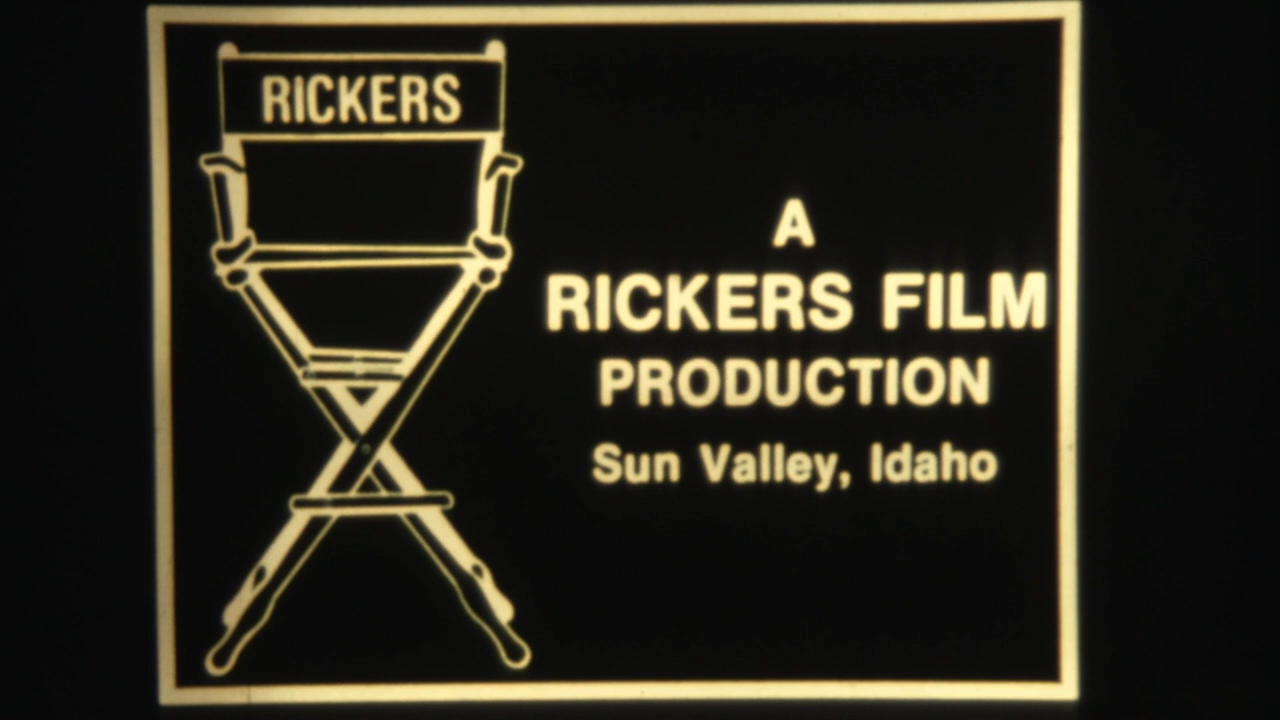 RICKERS
A
RICKERS FILM
PRODUCTION
Sun Valley, Idaho